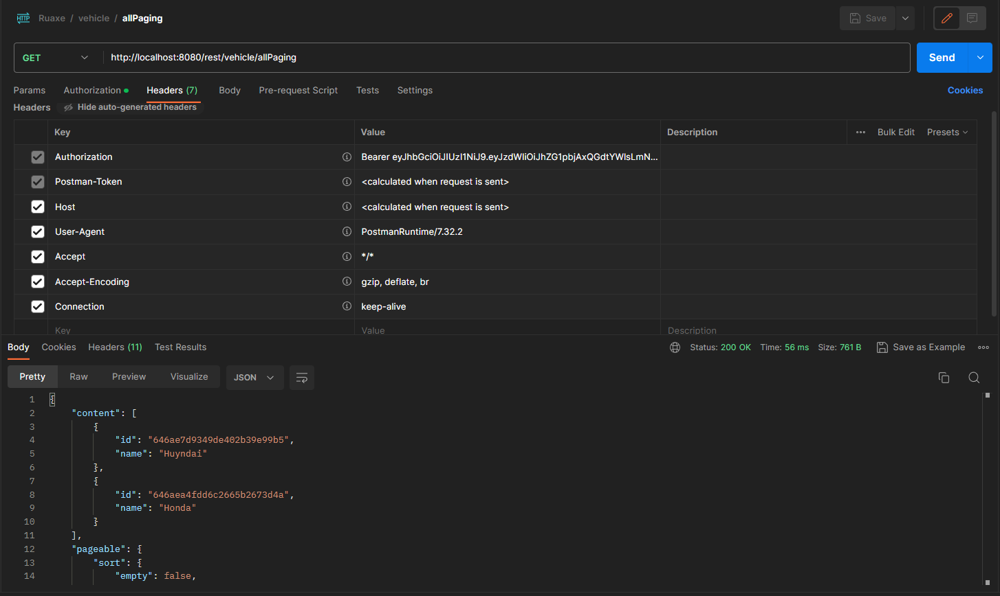 HTTP Ruaxe / vehicle / allPaging Save
GET http://localhost:8080/rest/vehicle/allPaging Send
Params Authorization Headers (7) Body Pre-request Script Tests Settings Cookies
Headers Hide auto-generated headers
Key Value Description ••• Bulk Edit Presets
Authorization Bearer eyJhbGciOiJIUzI1NiJ9.eyJzdWIiOiJhZG1pbjAxQGdtYWlsLmN...
Postman-Token <calculated when request is sent>
Host <calculated when request is sent>
User-Agent PostmanRuntime/7.32.2
Accept */*
Accept-Encoding gzip, deflate, br
Connection keep-alive
Key Value Description
Body Cookies Headers (11) Test Results Status: 200 OK Time: 56 ms Size: 761 B Save as Example
Pretty Raw Preview Visualize JSON
1 {
2 "content": [
3 {
4 "id": "646ae7d9349de402b39e99b5",
5 "name": "Huyndai"
6 },
7 {
8 "id": "646aea4fdd6c2665b2673d4a",
9 "name": "Honda"
10 }
11 ],
12 "pageable": {
13 "sort": {
14 "empty": false,